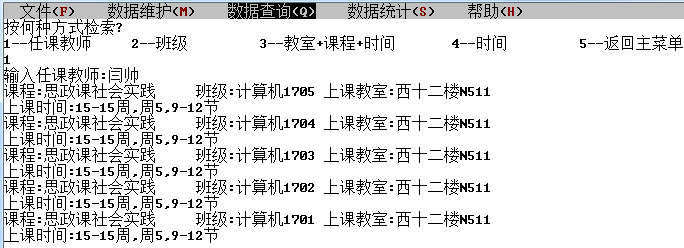 文件(F) 数据维护(M) 数据查询(Q) 数据统计(S) 帮助(H)
按何种方式检索?
1--任课教师 2--班级 3--教室+课程+时间 4--时间 5--返回主菜单
1
输入任课教师:闫帅
课程:思政课社会实践 班级:计算机1705 上课教室:西十二楼N511
上课时间:15-15周,周5,9-12节
课程:思政课社会实践 班级:计算机1704 上课教室:西十二楼N511
上课时间:15-15周,周5,9-12节
课程:思政课社会实践 班级:计算机1703 上课教室:西十二楼N511
上课时间:15-15周,周5,9-12节
课程:思政课社会实践 班级:计算机1702 上课教室:西十二楼N511
上课时间:15-15周,周5,9-12节
课程:思政课社会实践 班级:计算机1701 上课教室:西十二楼N511
上课时间:15-15周,周5,9-12节